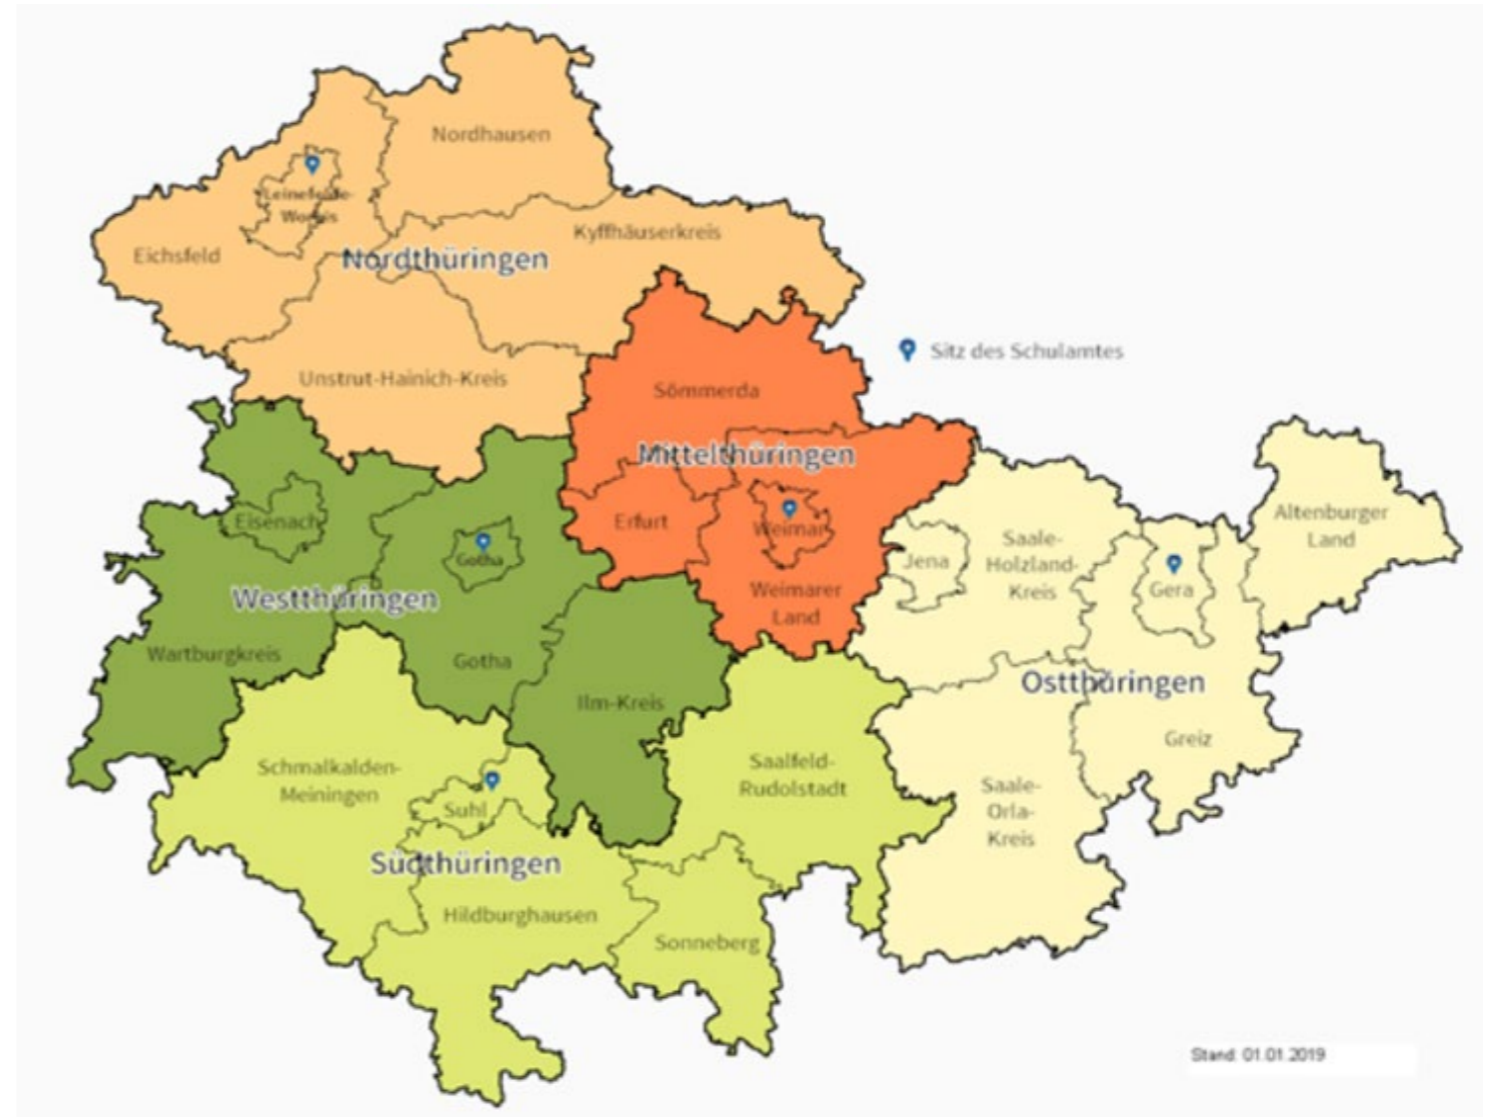 Nordhausen
Leinefelde-
Worbis
Kyffhäuserkreis
Eichsfeld
Nordthüringen
Unstrut-Hainich-Kreis
Sitz des Schulamtes
Sömmerda
Mittelthüringen
Erfurt
Weimar
Weimarer
Land
Eisenach
Gotha
Westthüringen
Wartburgkreis
Gotha
Ilm-Kreis
Jena
Saale-
Holzland-
Kreis
Gera
Altenburger
Land
Ostthüringen
Greiz
Saale-
Orla-
Kreis
Schmalkalden-
Meiningen
Suhl
Saalfeld-
Rudolstadt
Südthüringen
Hildburghausen
Sonneberg
Stand: 01.01.2019